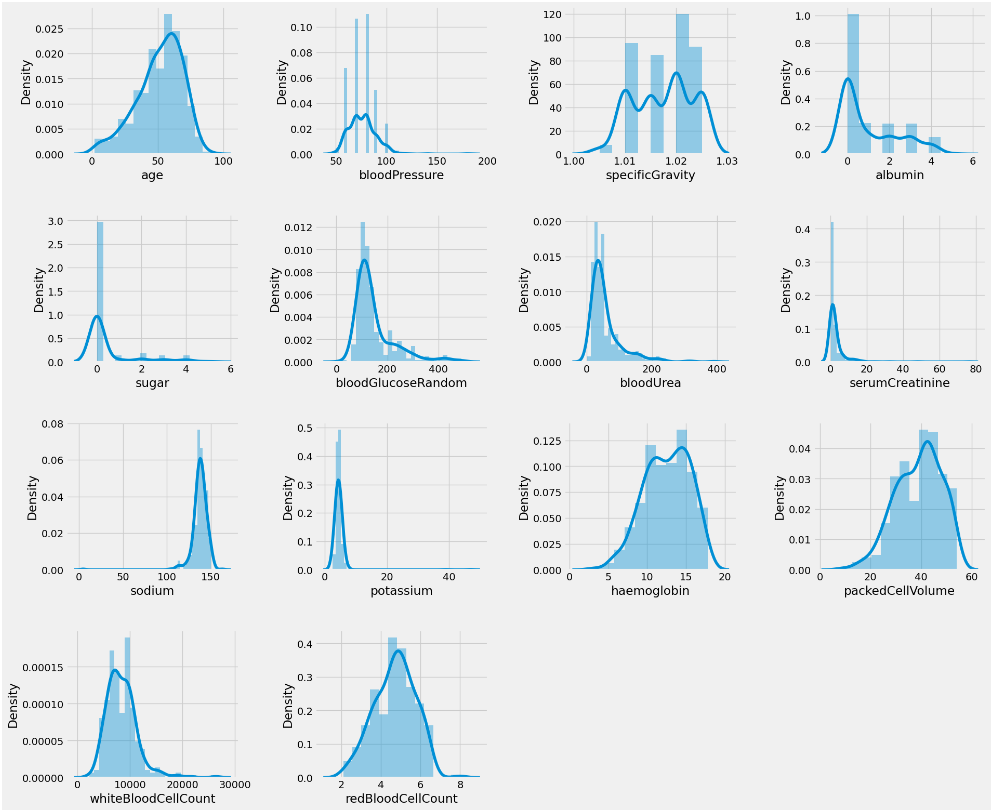 Density
0.025
0.020
0.015
0.010
0.005
0.000
0 50 100
age
Density
0.10
0.08
0.06
0.04
0.02
0.00
50 100 150 200
bloodPressure
Density
120
100
80
60
40
20
0
1.00 1.01 1.02 1.03
specificGravity
Density
1.0
0.8
0.6
0.4
0.2
0.0
0 2 4 6
albumin
Density
3.0
2.5
2.0
1.5
1.0
0.5
0.0
0 2 4 6
sugar
Density
0.012
0.010
0.008
0.006
0.004
0.002
0.000
0 200 400
bloodGlucoseRandom
Density
0.020
0.015
0.010
0.005
0.000
0 200 400
bloodUrea
Density
0.4
0.3
0.2
0.1
0.0
0 20 40 60 80
serumCreatinine
Density
0.08
0.06
0.04
0.02
0.00
0 50 100 150
sodium
Density
0.5
0.4
0.3
0.2
0.1
0.0
0 20 40
potassium
Density
0.125
0.100
0.075
0.050
0.025
0.000
0 5 10 15 20
haemoglobin
Density
0.04
0.03
0.02
0.01
0.00
0 20 40 60
packedCellVolume
Density
0.00015
0.00010
0.00005
0.00000
0 10000 20000 30000
whiteBloodCellCount
Density
0.4
0.3
0.2
0.1
0.0
2 4 6 8
redBloodCellCount